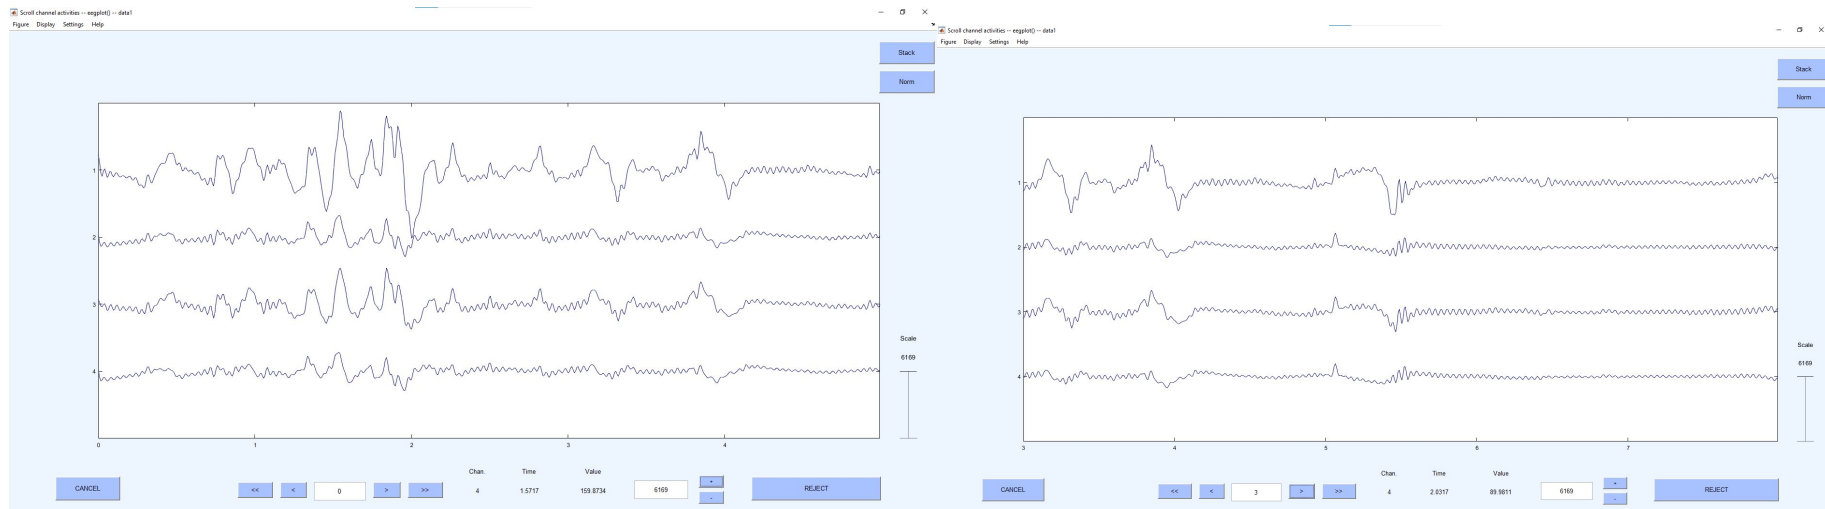 Scroll channel activities -- eegplot() -- data1
Figure Display Settings Help
Stack
Norm
1
2
3
4
Scale
6169
0 1 2 3 4
Chan. Time Value
CANCEL << < 0 > >> 4 1.5717 159.8734 6169 + - REJECT
Scroll channel activities -- eegplot() -- data1
Figure Display Settings Help
Stack
Norm
1
2
3
4
Scale
6169
3 4 5 6 7
Chan. Time Value
CANCEL << < 3 > >> 4 2.0317 89.9811 6169 + - REJECT